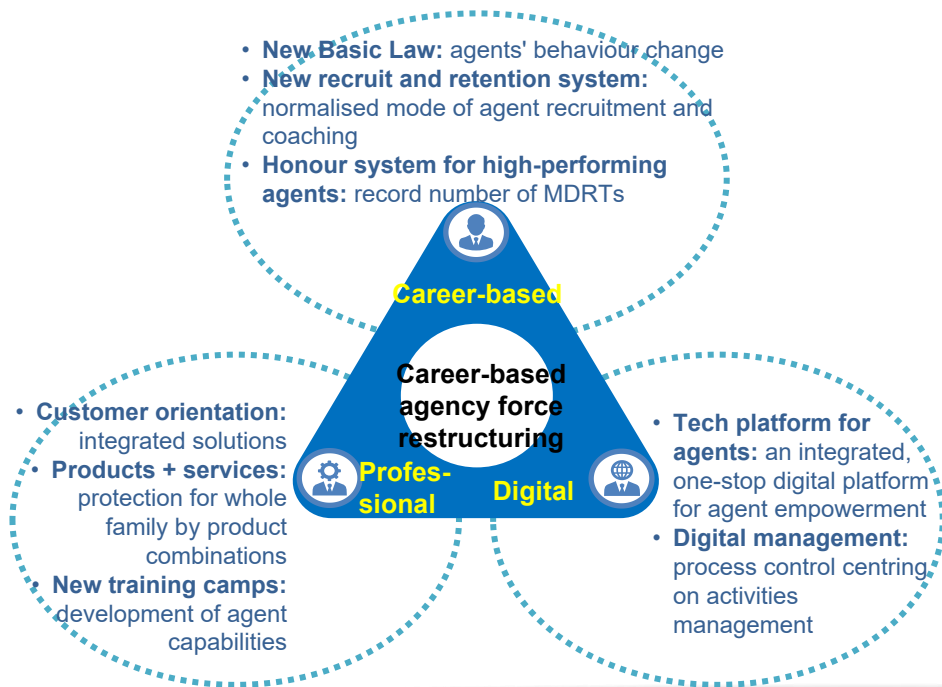 • New Basic Law: agents' behaviour change
• New recruit and retention system:
normalised mode of agent recruitment and
coaching
• Honour system for high-performing
agents: record number of MDRTs
Career-based
Career-based
agency force
restructuring
Profes-
sional
Digital
• Customer orientation:
integrated solutions
• Products + services:
protection for whole
family by product
combinations
• New training camps:
development of agent
capabilities
• Tech platform for
agents: an integrated,
one-stop digital platform
for agent empowerment
• Digital management:
process control centring
on activities
management